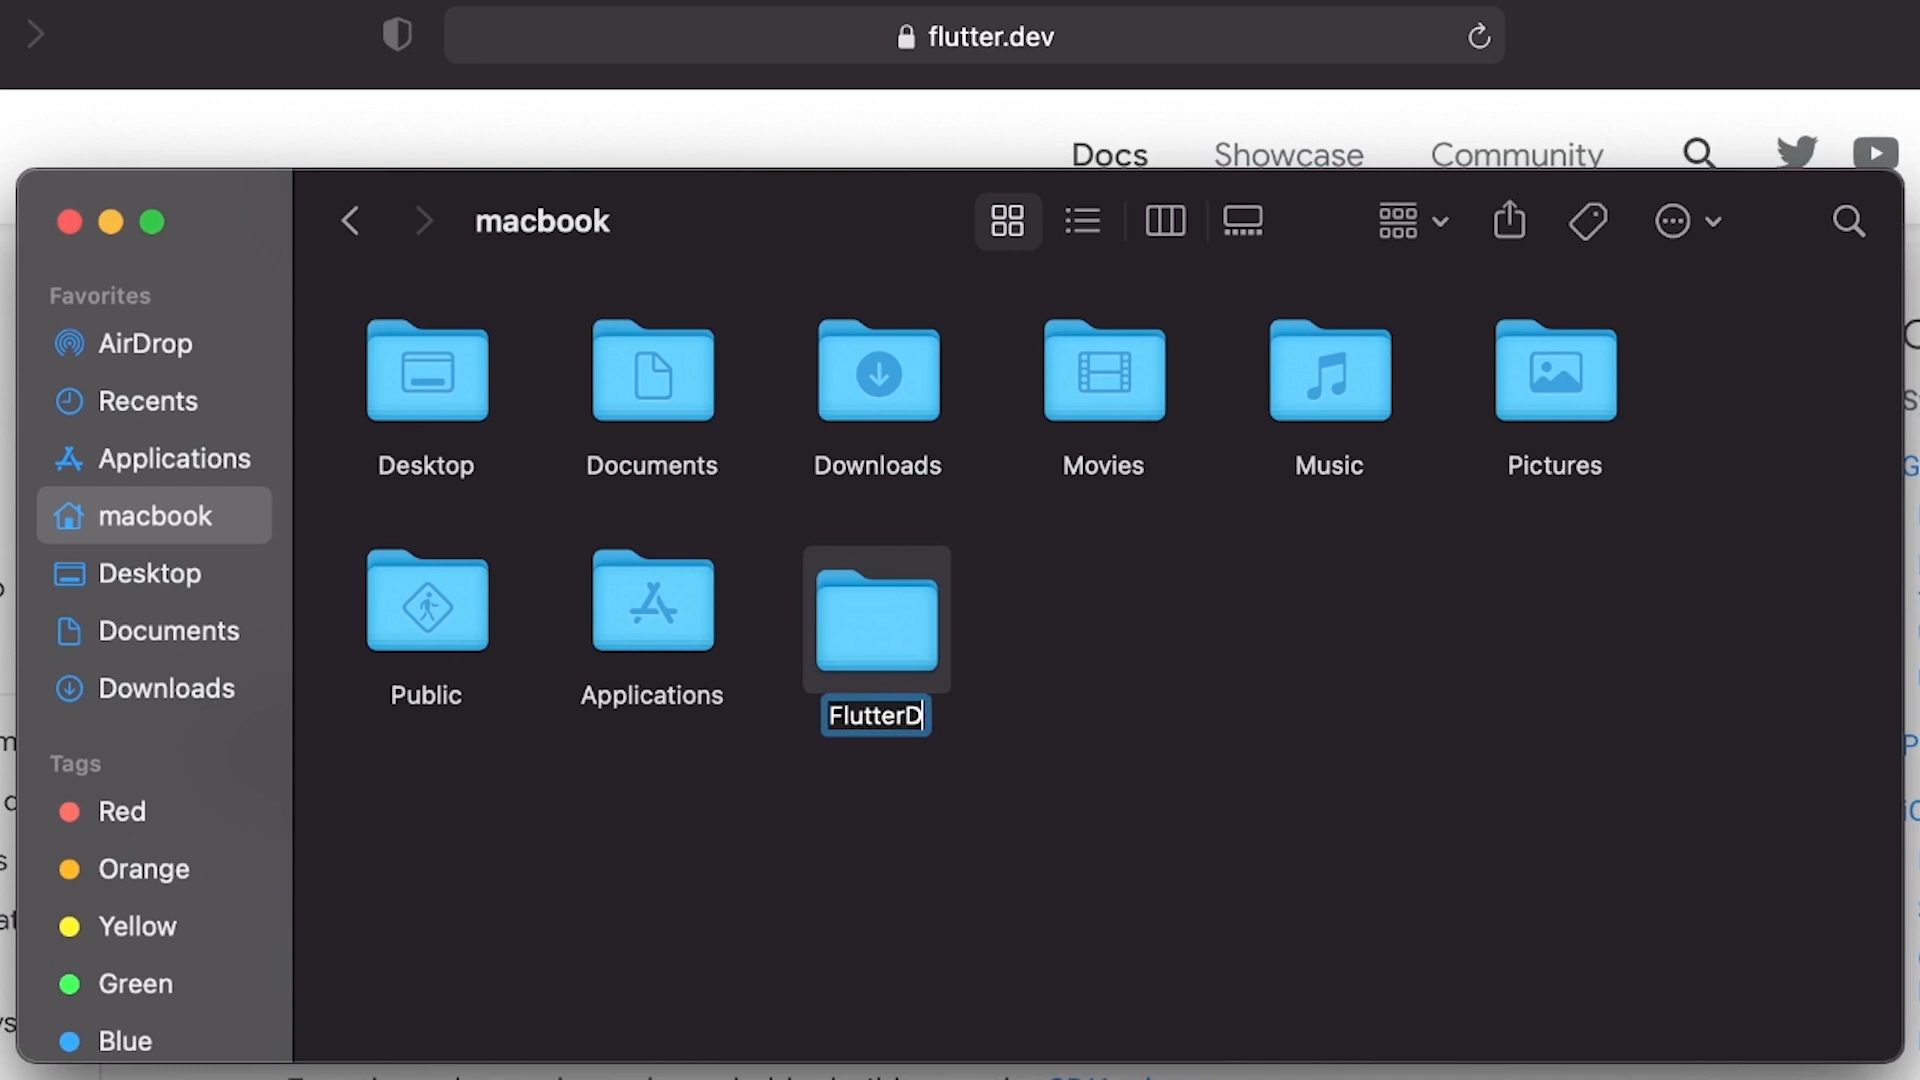 flutter.dev
Docs Showcase Community
macbook
Favorites
AirDrop
Recents
Applications
macbook
Desktop
Documents
Downloads
Tags
Red
Orange
Yellow
Green
Blue
Desktop Documents Downloads Movies Music Pictures
Public Applications FlutterD